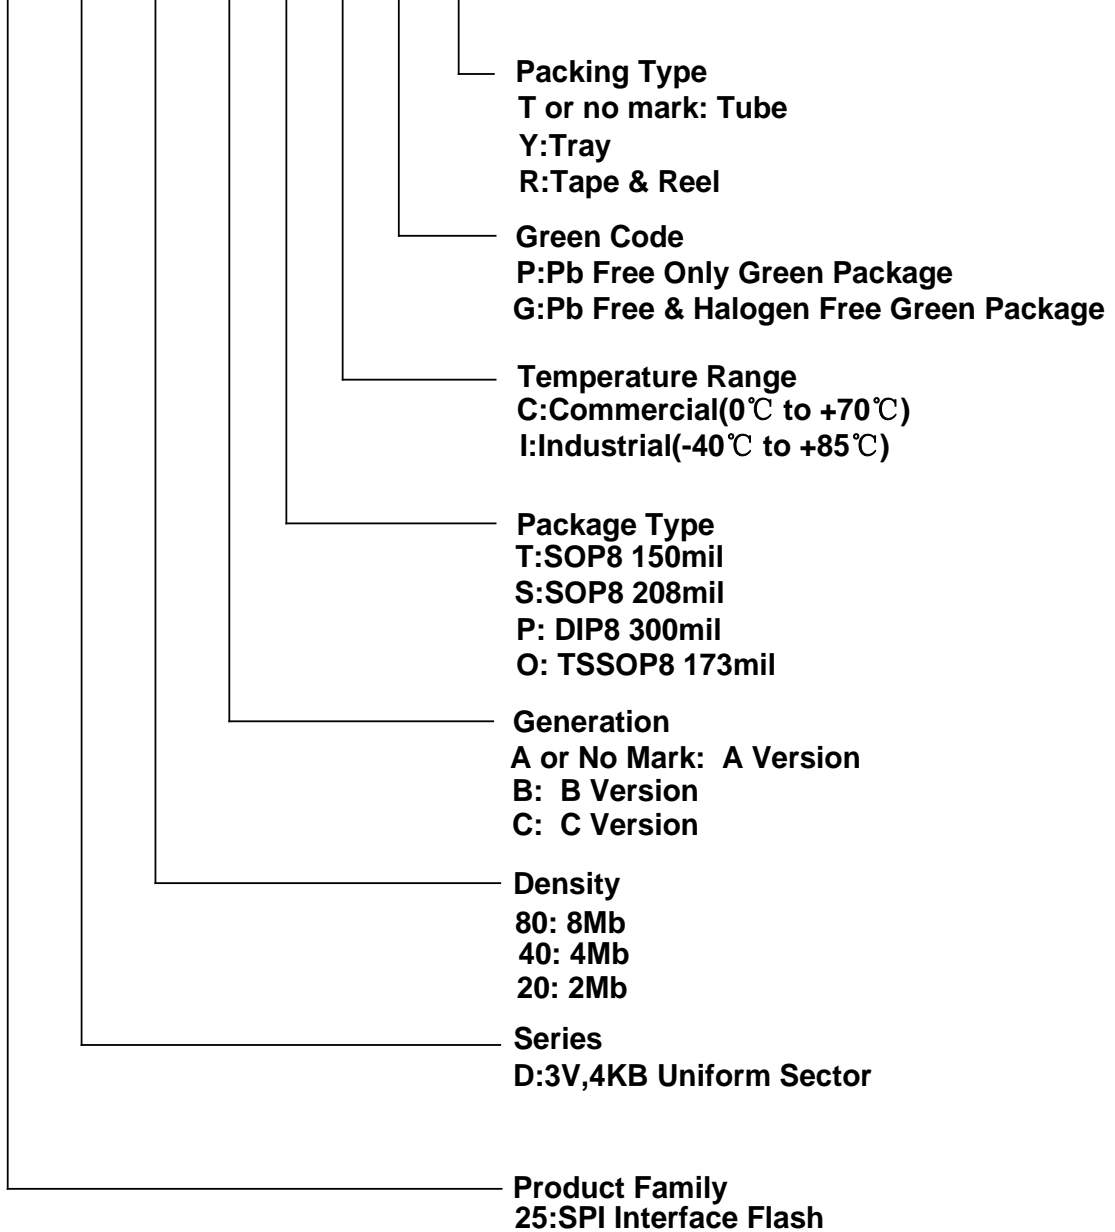 Packing Type
T or no mark: Tube
Y:Tray
R:Tape & Reel
Green Code
P:Pb Free Only Green Package
G:Pb Free & Halogen Free Green Package
Temperature Range
C:Commercial(0℃ to +70℃)
I:Industrial(-40℃ to +85℃)
Package Type
T:SOP8 150mil
S:SOP8 208mil
P: DIP8 300mil
O: TSSOP8 173mil
Generation
A or No Mark: A Version
B: B Version
C: C Version
Density
80: 8Mb
40: 4Mb
20: 2Mb
Series
D:3V,4KB Uniform Sector
Product Family
25:SPI Interface Flash